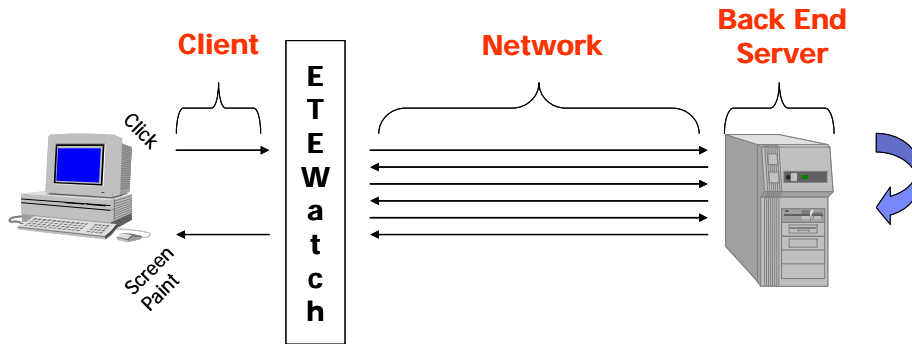 Client
Network
Back End
Server
Click
Screen
Paint
E
T
E
W
a
t
c
h